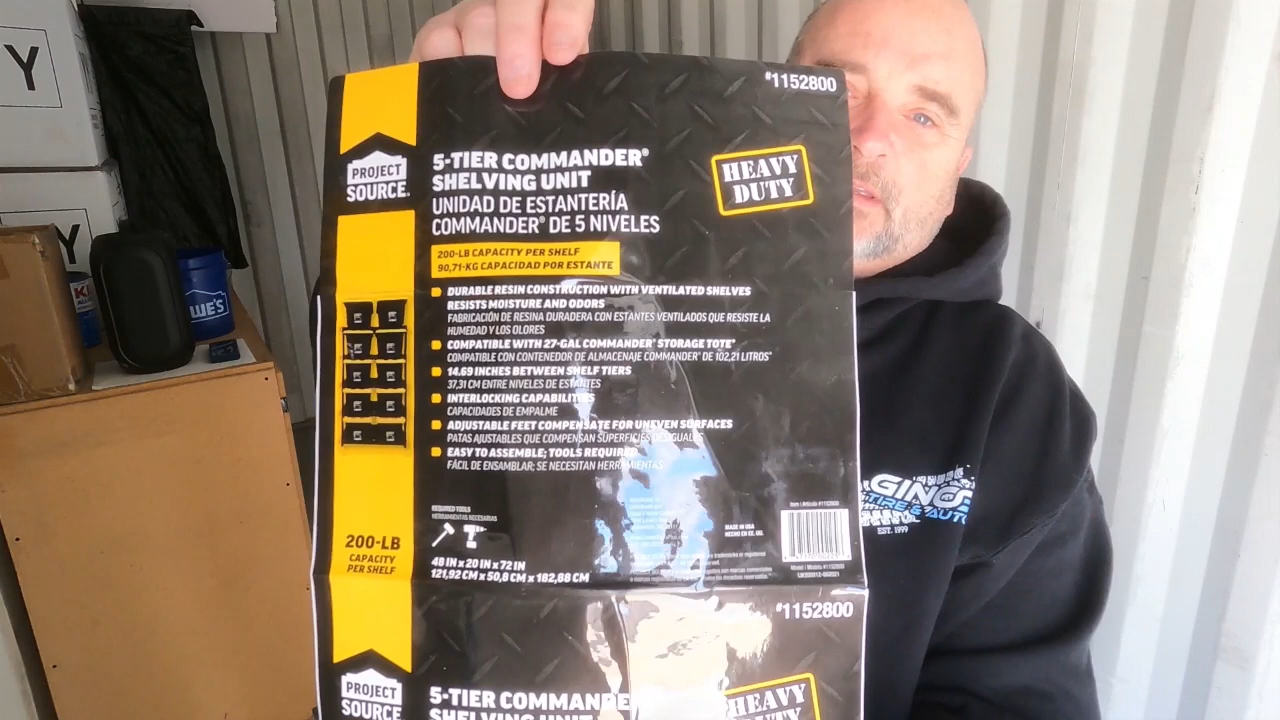 Y
Y
WE'S
#1152800
PROJECT
SOURCE®
5-TIER COMMANDER®
SHELVING UNIT
UNIDAD DE ESTANTERÍA
COMMANDER® DE 5 NIVELES
HEAVY
DUTY
200-LB CAPACITY PER SHELF
90,71-KG CAPACIDAD POR ESTANTE
DURABLE RESIN CONSTRUCTION WITH VENTILATED SHELVES
RESISTS MOISTURE AND ODORS
FABRICACIÓN DE RESINA DURADERA CON ESTANTES VENTILADOS QUE RESISTE LA
HUMEDAD Y LOS OLORES
COMPATIBLE WITH 27-GAL COMMANDER® STORAGE TOTE*
COMPATIBLE CON CONTENEDOR DE ALMACENAJE COMMANDER® DE 102,21 LITROS*
14.69 INCHES BETWEEN SHELF TIERS
37,31 CM ENTRE NIVELES DE ESTANTES
INTERLOCKING CAPABILITIES
CAPACIDADES DE EMPALME
ADJUSTABLE FEET COMPENSATE FOR UNEVEN SURFACES
PATAS AJUSTABLES QUE COMPENSAN SUPERFICIES DESIGUALES
EASY TO ASSEMBLE; TOOLS REQUIRED
FÁCIL DE ENSAMBLAR; SE NECESITAN HERRAMIENTAS
REQUIRED TOOLS
HERRAMIENTAS NECESARIAS
MADE IN USA
HECHO EN EE. UU.
Item | Artículo #1152800
Model | Modelo #1152800
200-LB
CAPACITY
PER SHELF
48 IN x 20 IN x 72 IN
121,92 CM x 50,8 CM x 182,88 CM
GINO'S
TIRE & AUTO
EST. 1999
#1152800
PROJECT
SOURCE
5-TIER COMMANDE
SHELVING UNIT
HEAVY
DUTY